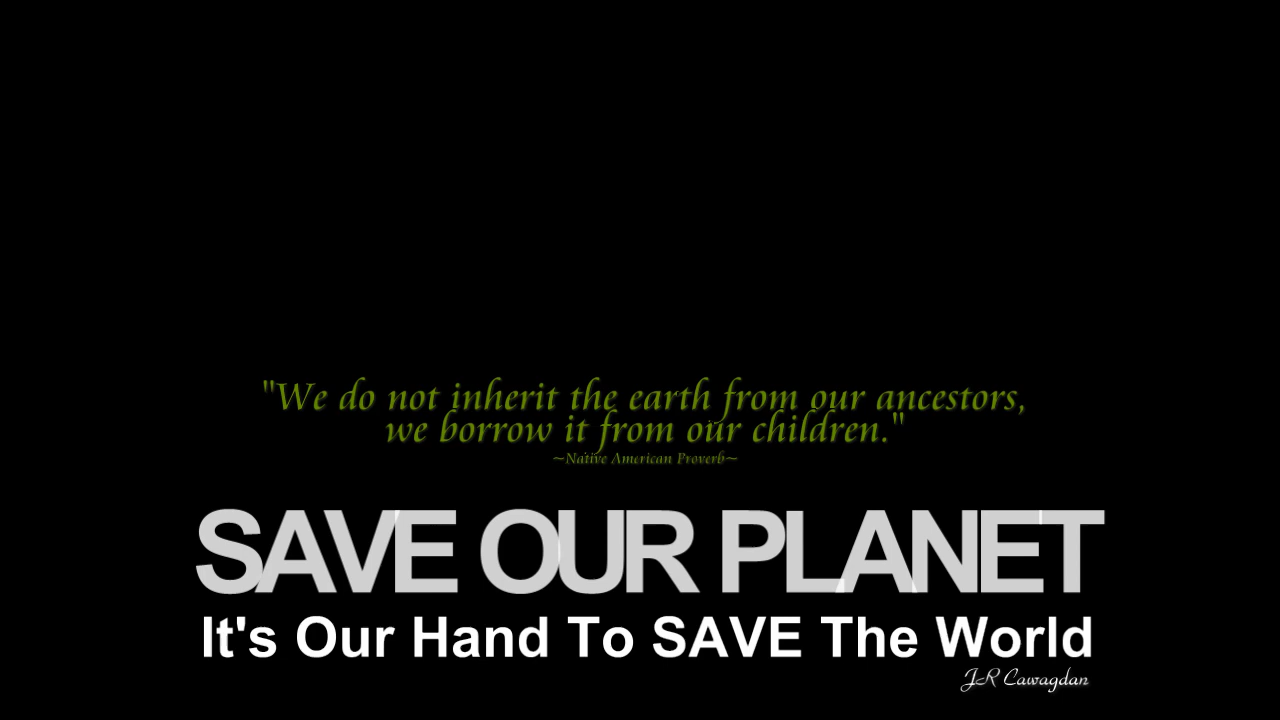 "We do not inherit the earth from our ancestors,
we borrow it from our children."
~Native American Proverb~
SAVE OUR PLANET
It's Our Hand To SAVE The World
J-R Cawagdan